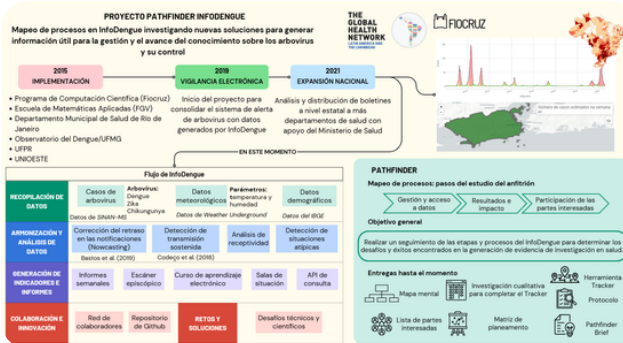 PROYECTO PATHFINDER INFODENGUE
Mapeo de procesos en InfoDengue investigando nuevas soluciones para generar
información útil para la gestión y el avance del conocimiento sobre los arbovirus
y su control
THE
GLOBAL
HEALTH
NETWORK
LATIN AMERICA AND
THE CARIBBEAN
FIOCRUZ
2015
IMPLEMENTACIÓN
2019
VIGILANCIA ELECTRÓNICA
2021
EXPANSIÓN NACIONAL
• Programa de Computación Científica (Fiocruz)
• Escuela de Matemáticas Aplicadas (FGV)
• Departamento Municipal de Salud de Río de
Janeiro
• Observatorio del Dengue/UFMG
• UFPR
• UNIOESTE
Inicio del proyecto para
consolidar el sistema de alerta
de arbovirus con datos
generados por InfoDengue
Análisis y distribución de boletines
a nivel estatal a más
departamentos de salud con
apoyo del Ministerio de Salud
EN ESTE MOMENTO
Flujo de InfoDengue
RECOPILACIÓN DE
DATOS
Casos de
arbovirus
Arbovirus:
Dengue
Zika
Chikungunya
Datos
meteorológicos
Parámetros:
temperatura y
humedad
Datos
demográficos
Datos de SINAN-MS
Datos de Weather Underground
Datos del IBGE
ARMONIZACIÓN Y
ANÁLISIS DE DATOS
Corrección del retraso
en las notificaciones
(Nowcasting)
Detección de
transmisión
sostenida
Análisis de
receptividad
Detección de
situaciones
atípicas
Bastos et al. (2019)
Codeço et al. (2018)
GENERACIÓN DE
INDICADORES E
INFORMES
Informes
semanales
Escáner
episcópico
Curso de aprendizaje
electrónico
Salas de
situación
API de
consulta
COLABORACIÓN E
INNOVACIÓN
Red de
colaboradores
Repositorio
de Github
RETOS Y
SOLUCIONES
Desafíos técnicos y
científicos
PATHFINDER
Mapeo de procesos: pasos del estudio del anfitrión
Gestión y acceso
a datos
Resultados e
impacto
Participación de las
partes interesadas
Objetivo general
Realizar un seguimiento de las etapas y procesos del InfoDengue para determinar los
desafíos y éxitos encontrados en la generación de evidencia de investigación en salud.
Entregas hasta el momento
Mapa mental
Investigación cualitativa
para completar el Tracker
Herramienta
Tracker
Protocolo
Lista de partes
interesadas
Matriz de
planeamiento
Pathfinder
Brief